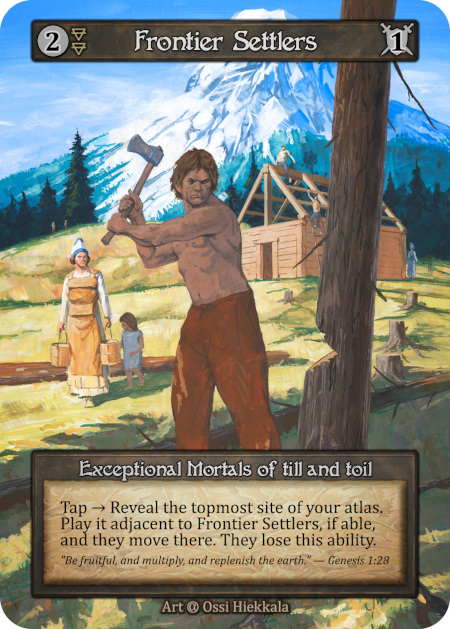 2 Frontier Settlers 1
Exceptional Mortals of till and toil
Tap → Reveal the topmost site of your atlas.
Play it adjacent to Frontier Settlers, if able,
and they move there. They lose this ability.
"Be fruitful, and multiply, and replenish the earth." — Genesis 1:28
Art @ Ossi Hiekkala